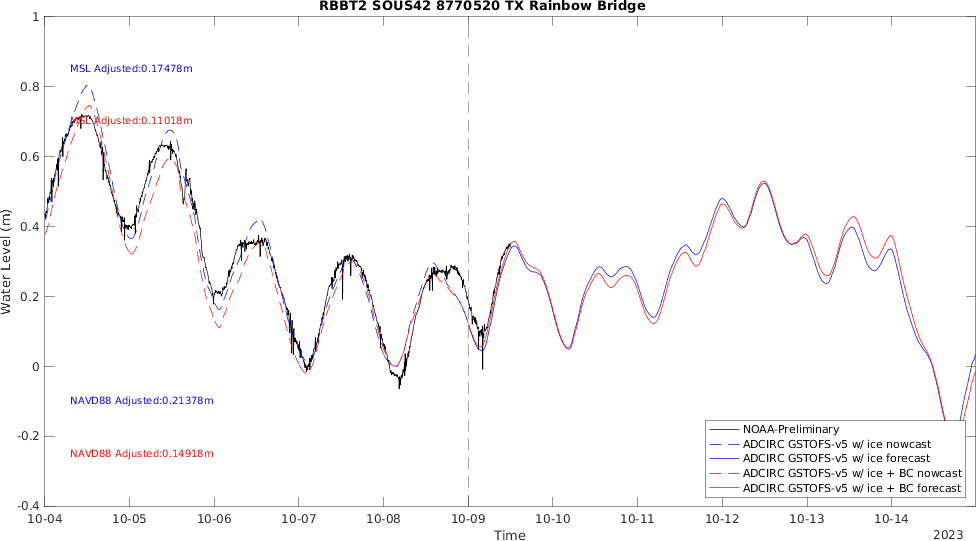 RBBT2 SOUS42 8770520 TX Rainbow Bridge
1
0.8
0.6
0.4
0.2
0
-0.2
-0.4
Water Level (m)
MSL Adjusted:0.17478m
MSL Adjusted:0.11018m
NAVD88 Adjusted:0.21378m
NAVD88 Adjusted:0.14918m
NOAA-Preliminary
ADCIRC GSTOFS-v5 w/ ice nowcast
ADCIRC GSTOFS-v5 w/ ice forecast
ADCIRC GSTOFS-v5 w/ ice + BC nowcast
ADCIRC GSTOFS-v5 w/ ice + BC forecast
10-04 10-05 10-06 10-07 10-08 10-09 10-10 10-11 10-12 10-13 10-14
Time
2023